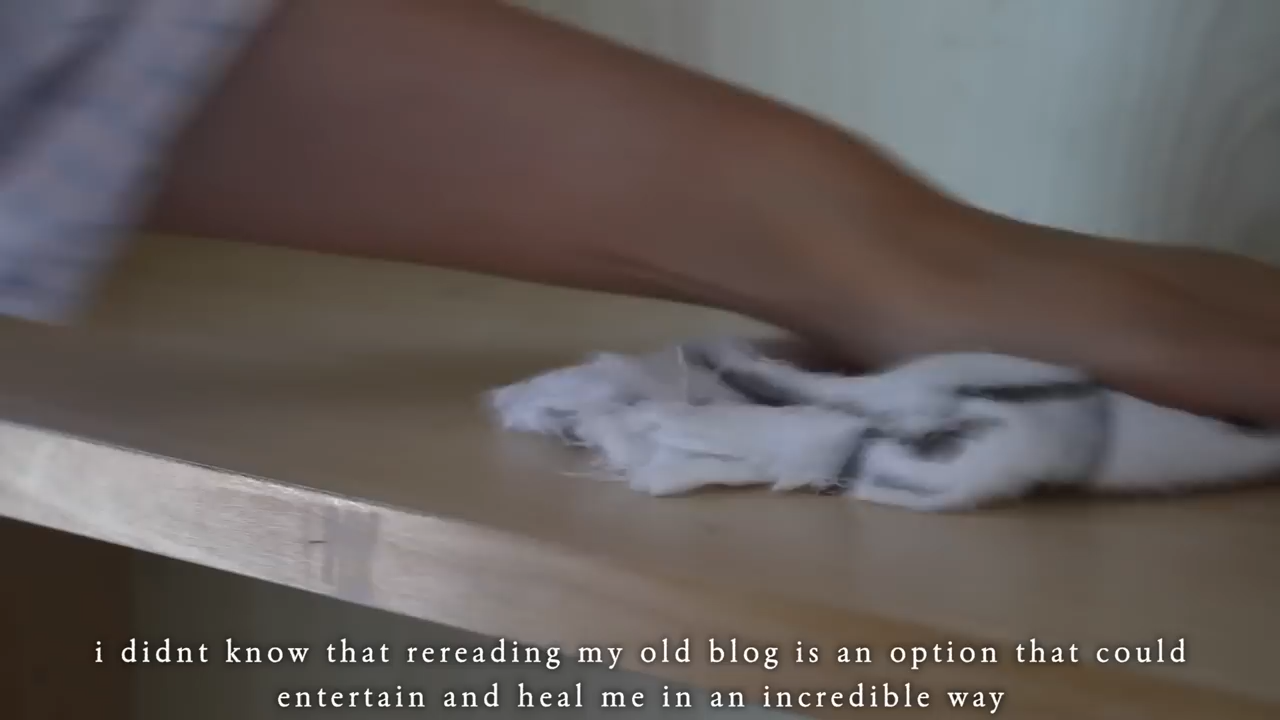 i didnt know that rereading my old blog is an option that could
entertain and heal me in an incredible way